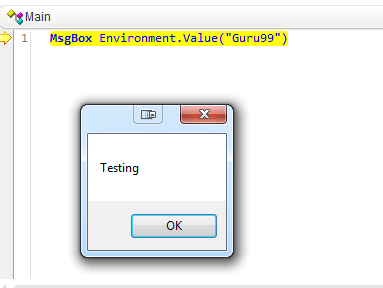 Main
1 MsgBox Environment.Value("Guru99")
Testing
OK